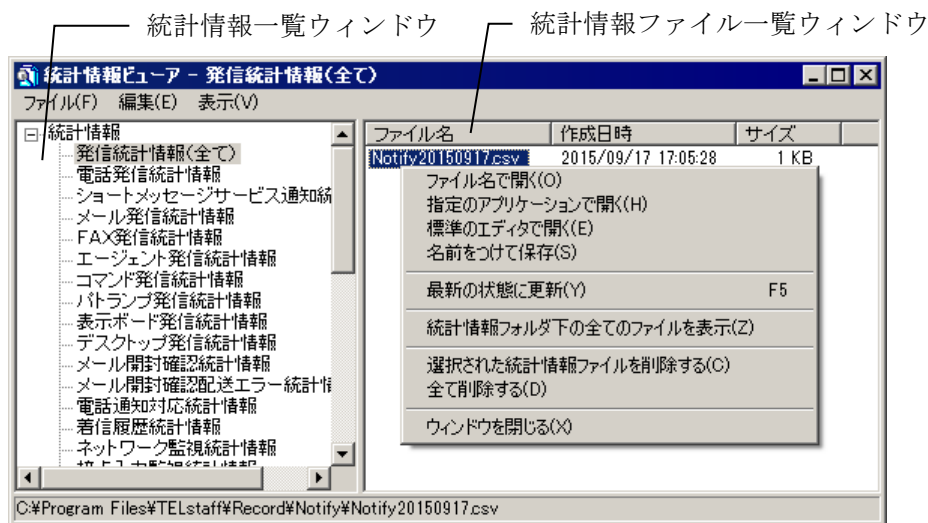 統計情報一覧ウィンドウ
統計情報ファイル一覧ウィンドウ
統計情報ビューア - 発信統計情報(全て)
ファイル(F) 編集(E) 表示(V)
統計情報
発信統計情報(全て)
電話発信統計情報
ショートメッセージサービス通知統
メール発信統計情報
FAX発信統計情報
エージェント発信統計情報
コマンド発信統計情報
パトランプ発信統計情報
表示ボード発信統計情報
デスクトップ発信統計情報
メール開封確認統計情報
メール開封確認配送エラー統計情
電話通知対応統計情報
着信履歴統計情報
ネットワーク監視統計情報
接点入力監視統計情報
ファイル名 作成日時 サイズ
Notify20150917.csv 2015/09/17 17:05:28 1 KB
ファイル名で開く(O)
指定のアプリケーションで開く(H)
標準のエディタで開く(E)
名前をつけて保存(S)
最新の状態に更新(Y) F5
統計情報フォルダ下の全てのファイルを表示(Z)
選択された統計情報ファイルを削除する(C)
全て削除する(D)
ウィンドウを閉じる(X)
C:¥Program Files¥TELstaff¥Record¥Notify¥Notify20150917.csv